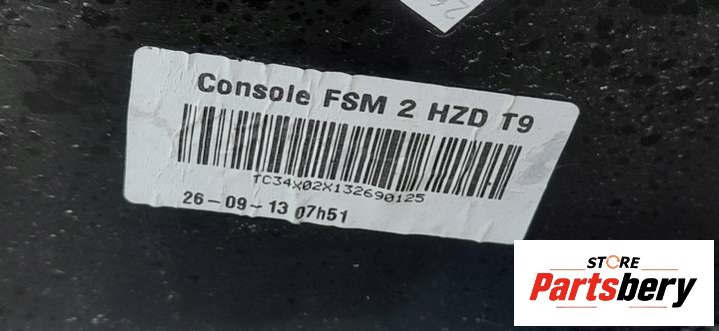 Console FSM 2 HZD T9
TC34X02X132690125
26-09-13 07h51
STORE
Partsbery